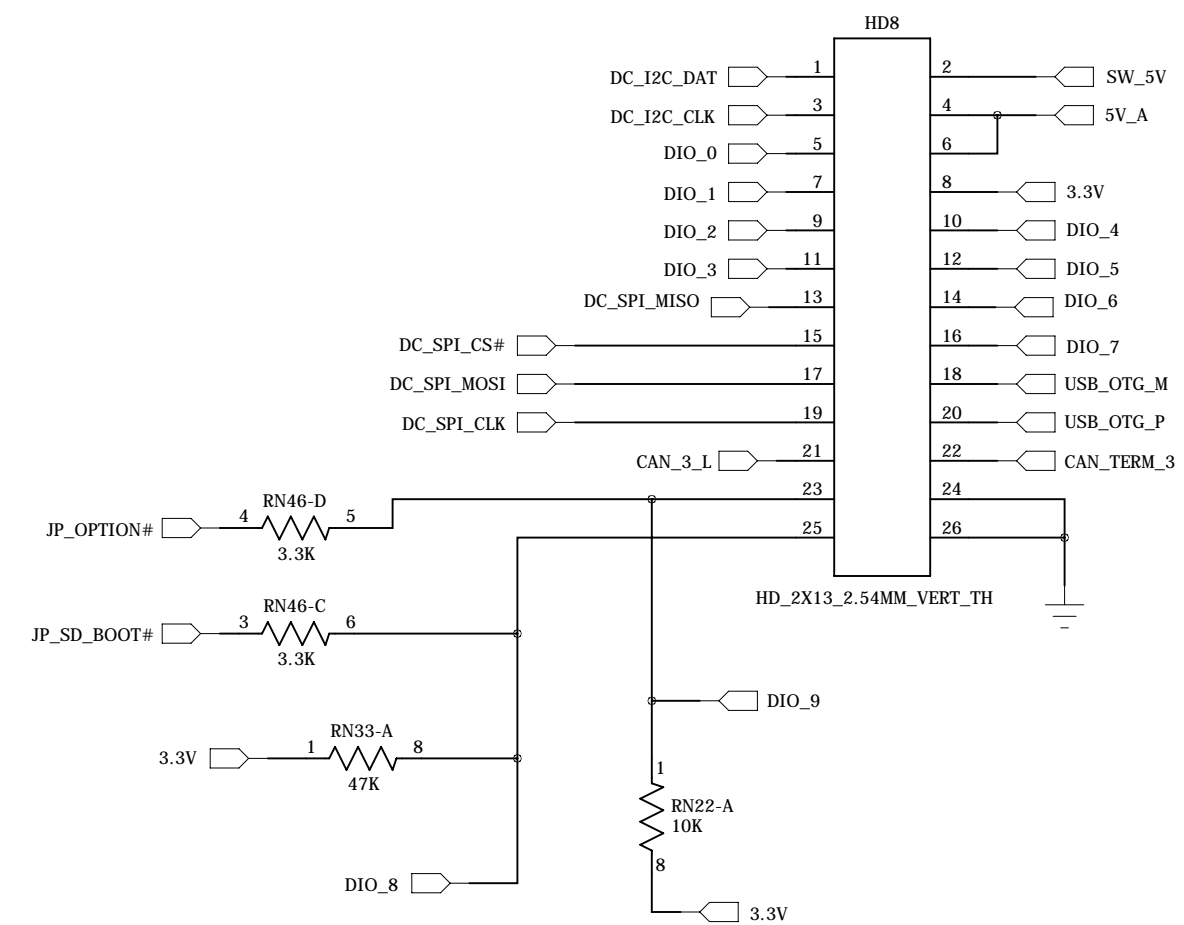 HD8
DC_I2C_DAT 1 2 SW_5V
DC_I2C_CLK 3 4 5V_A
DIO_0 5 6
DIO_1 7 8 3.3V
DIO_2 9 10 DIO_4
DIO_3 11 12 DIO_5
DC_SPI_MISO 13 14 DIO_6
DC_SPI_CS# 15 16 DIO_7
DC_SPI_MOSI 17 18 USB_OTG_M
DC_SPI_CLK 19 20 USB_OTG_P
CAN_3_L 21 22 CAN_TERM_3
RN46-D 23 24
JP_OPTION# 4 5 25 26
3.3K
HD_2X13_2.54MM_VERT_TH
RN46-C
JP_SD_BOOT# 3 6
3.3K
DIO_9
RN33-A
3.3V 1 8
47K
1
RN22-A
10K
8
DIO_8
3.3V